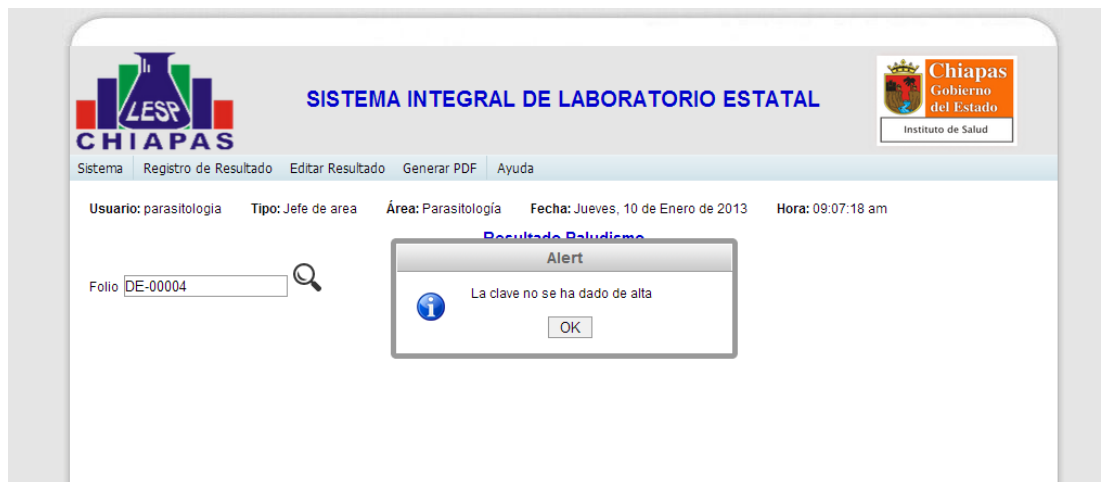 LESP
CHIAPAS
SISTEMA INTEGRAL DE LABORATORIO ESTATAL
Chiapas
Gobierno
del Estado
Instituto de Salud
Sistema Registro de Resultado Editar Resultado Generar PDF Ayuda
Usuario: parasitologia Tipo: Jefe de area Área: Parasitología Fecha: Jueves, 10 de Enero de 2013 Hora: 09:07:18 am
Resultado Paludismo
Alert
Folio DE-00004
La clave no se ha dado de alta
OK